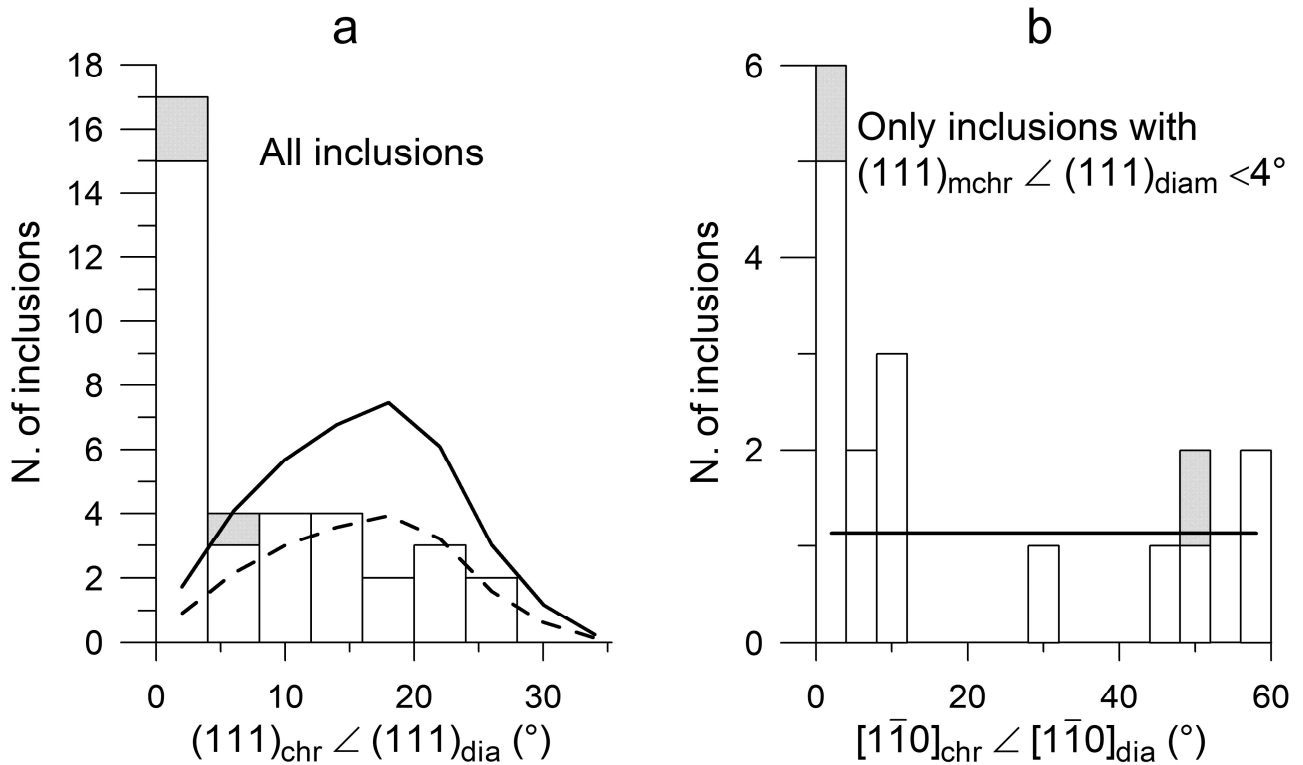 a
18
16
14
12
10
8
6
4
2
0
N. of inclusions
All inclusions
0 10 20 30
(111)chr ∠ (111)dia (°)
b
6
4
2
0
N. of inclusions
Only inclusions with
(111)mchr ∠ (111)diam <4°
0 20 40 60
[11̄0]chr ∠ [11̄0]dia (°)